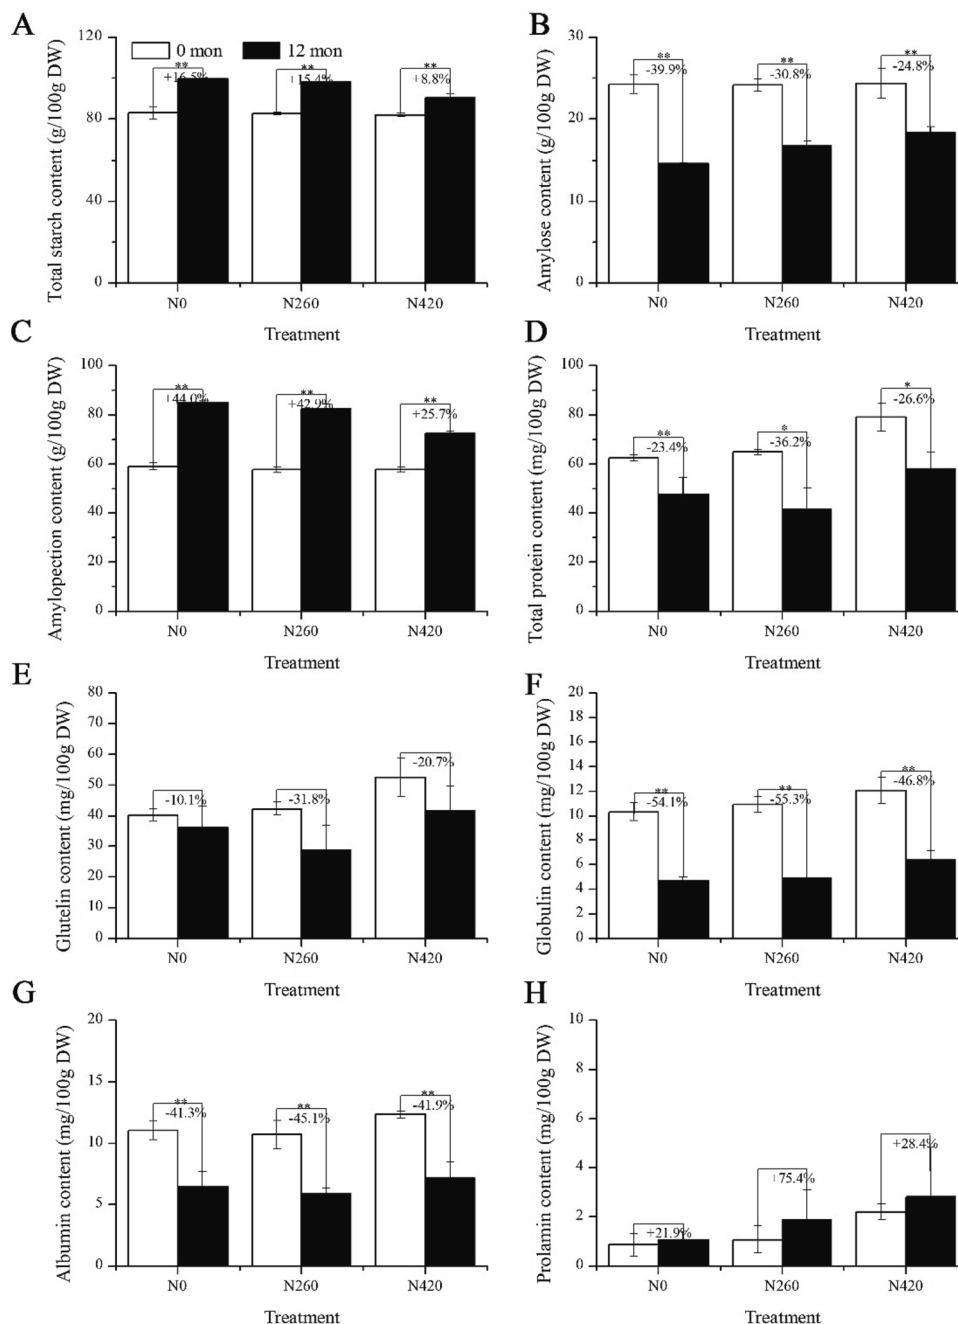 A
Total starch content (g/100g DW)
0 mon
12 mon
120
80
40
0
**
+16.5%
**
+15.4%
**
+8.8%
N0
N260
N420
Treatment
B
Amylose content (g/100g DW)
30
20
10
0
**
-39.9%
**
-30.8%
**
-24.8%
N0
N260
N420
Treatment
C
Amylopection content (g/100g DW)
100
80
60
40
20
0
**
+44.0%
**
+42.9%
**
+25.7%
N0
N260
N420
Treatment
D
Total protein content (mg/100g DW)
100
80
60
40
20
0
**
-23.4%
*
-36.2%
*
-26.6%
N0
N260
N420
Treatment
E
Glutelin content (mg/100g DW)
80
70
60
50
40
30
20
10
0
-10.1%
-31.8%
-20.7%
N0
N260
N420
Treatment
F
Globulin content (mg/100g DW)
20
18
16
14
12
10
8
6
4
2
0
**
-54.1%
**
-55.3%
**
-46.8%
N0
N260
N420
Treatment
G
Albumin content (mg/100g DW)
20
15
10
5
0
**
-41.3%
**
-45.1%
**
-41.9%
N0
N260
N420
Treatment
H
Prolamin content (mg/100g DW)
10
8
6
4
2
0
+21.9%
+75.4%
+28.4%
N0
N260
N420
Treatment